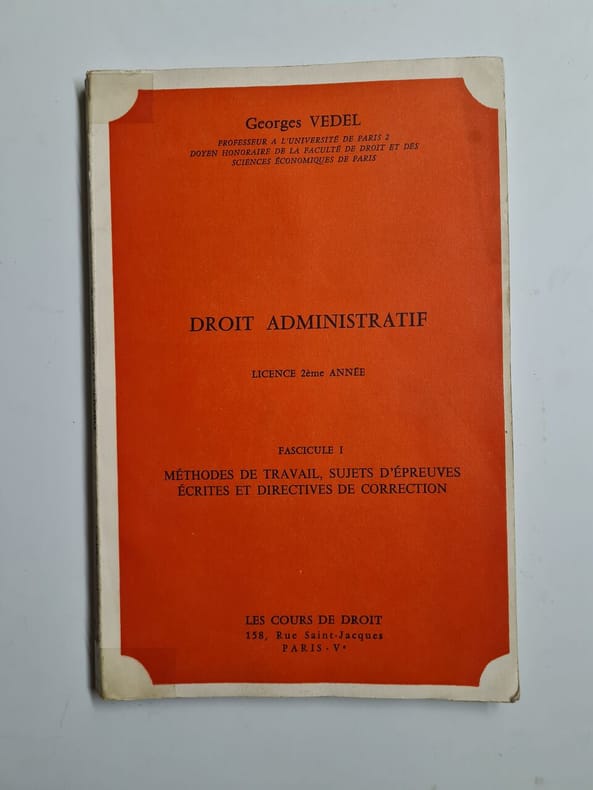 Georges VEDEL
PROFESSEUR A L'UNIVERSITÉ DE PARIS 2
DOYEN HONORAIRE DE LA FACULTÉ DE DROIT ET DES
SCIENCES ÉCONOMIQUES DE PARIS
DROIT ADMINISTRATIF
LICENCE 2ème ANNÉE
FASCICULE I
MÉTHODES DE TRAVAIL, SUJETS D'ÉPREUVES
ÉCRITES ET DIRECTIVES DE CORRECTION
LES COURS DE DROIT
158, Rue Saint-Jacques
PARIS - Vᵉ